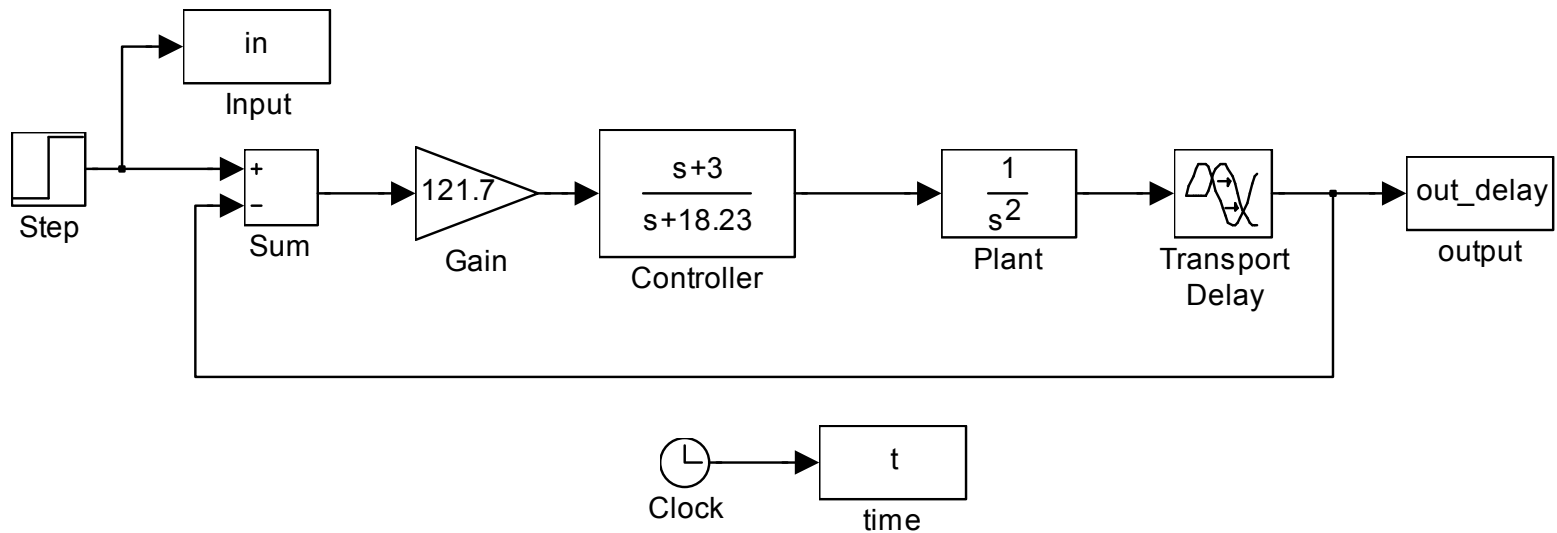 in
Input
Step
+
−
Sum
121.7
Gain
s+3
s+18.23
Controller
1
s2
Plant
Transport
Delay
out_delay
output
Clock
t
time